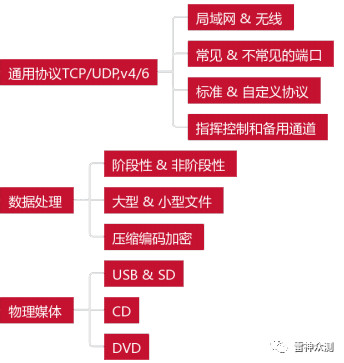 局域网 & 无线
常见 & 不常见的端口
通用协议TCP/UDP,v4/6
标准 & 自定义协议
指挥控制和备用通道
阶段性 & 非阶段性
数据处理
大型 & 小型文件
压缩编码加密
USB & SD
物理媒体
CD
DVD
雷神众测